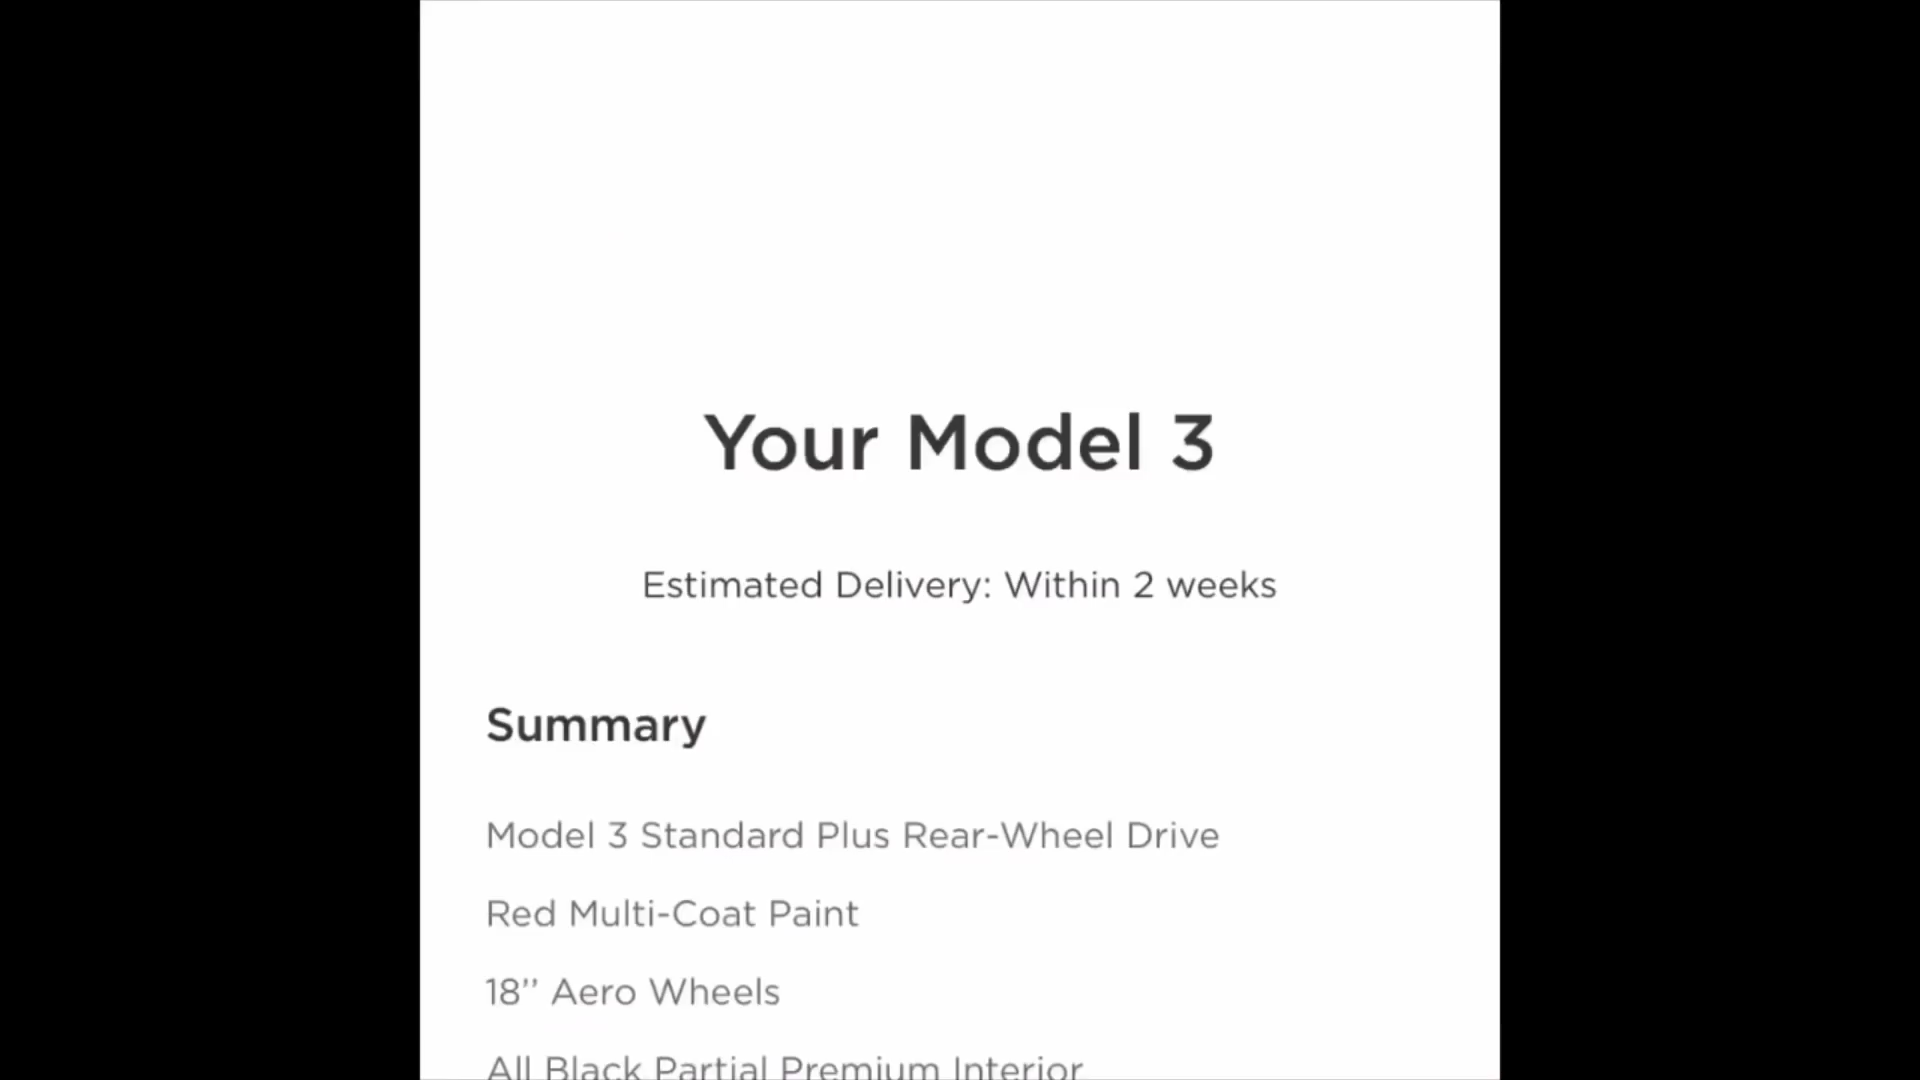 Your Model 3
Estimated Delivery: Within 2 weeks
Summary
Model 3 Standard Plus Rear-Wheel Drive
Red Multi-Coat Paint
18’’ Aero Wheels
All Black Partial Premium Interior